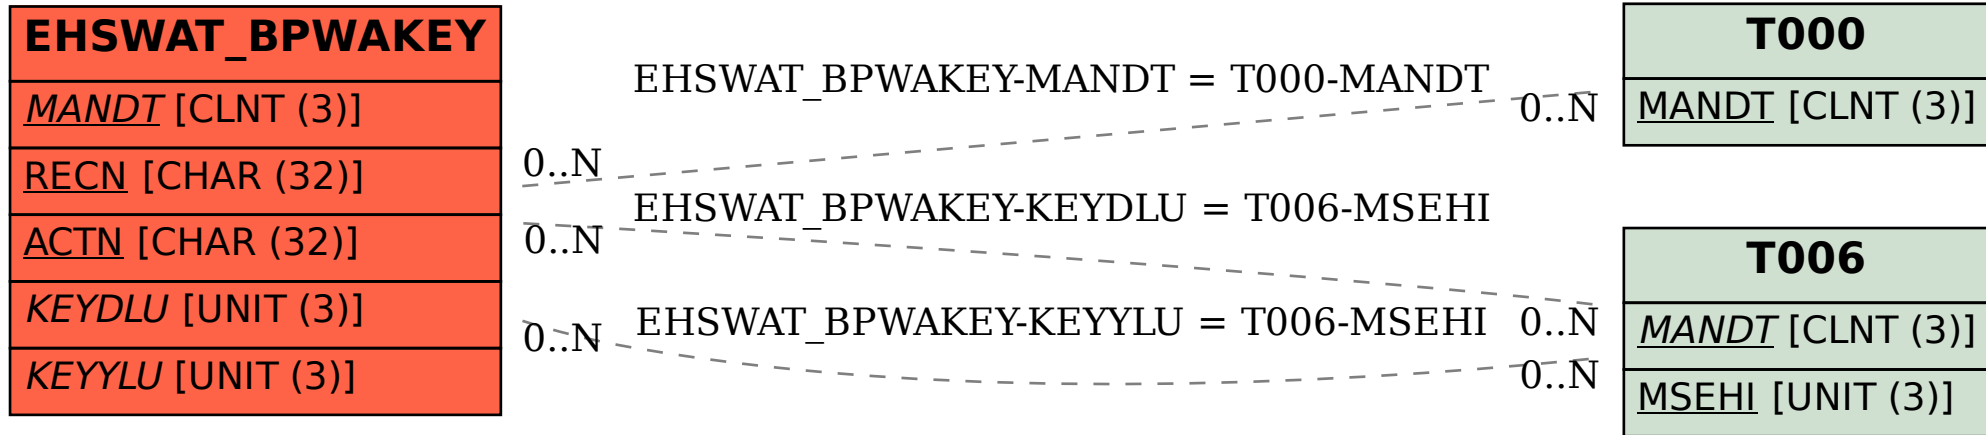 EHSWAT_BPWAKEY
MANDT [CLNT (3)]
RECN [CHAR (32)]
ACTN [CHAR (32)]
KEYDLU [UNIT (3)]
KEYYLU [UNIT (3)]
EHSWAT_BPWAKEY-MANDT = T000-MANDT
0..N
0..N
EHSWAT_BPWAKEY-KEYDLU = T006-MSEHI
0..N
0..N
EHSWAT_BPWAKEY-KEYYLU = T006-MSEHI
0..N
0..N
T000
MANDT [CLNT (3)]
T006
MANDT [CLNT (3)]
MSEHI [UNIT (3)]